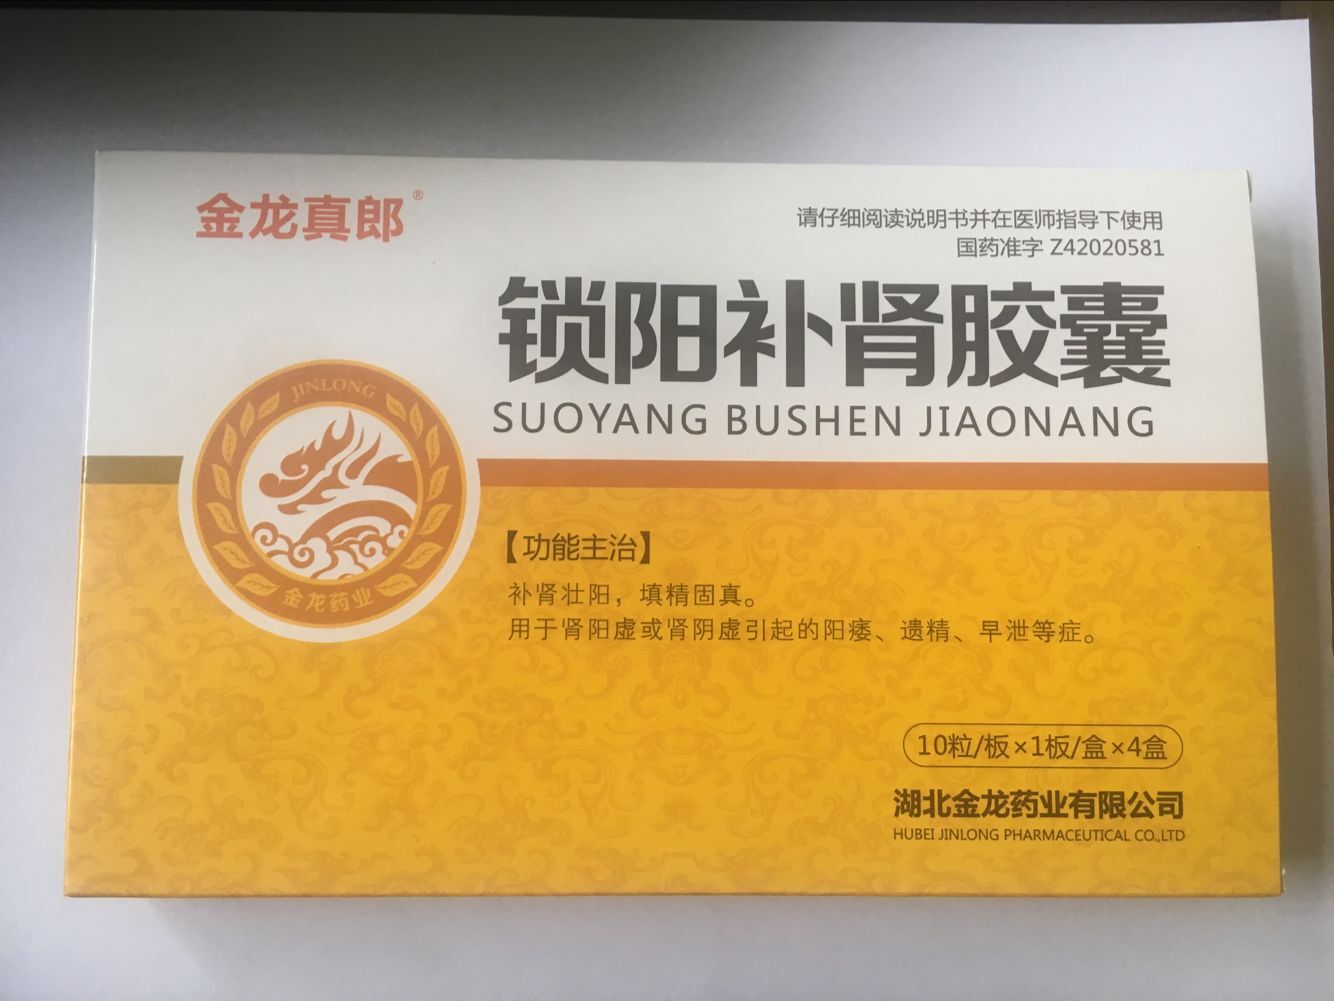 金龙真郎®
请仔细阅读说明书并在医师指导下使用
国药准字 Z42020581
锁阳补肾胶囊
SUOYANG BUSHEN JIAONANG
JINLONG
金龙药业
【功能主治】
补肾壮阳，填精固真。
用于肾阳虚或肾阴虚引起的阳痿、遗精、早泄等症。
10粒/板×1板/盒×4盒
湖北金龙药业有限公司
HUBEI JINLONG PHARMACEUTICAL CO.,LTD